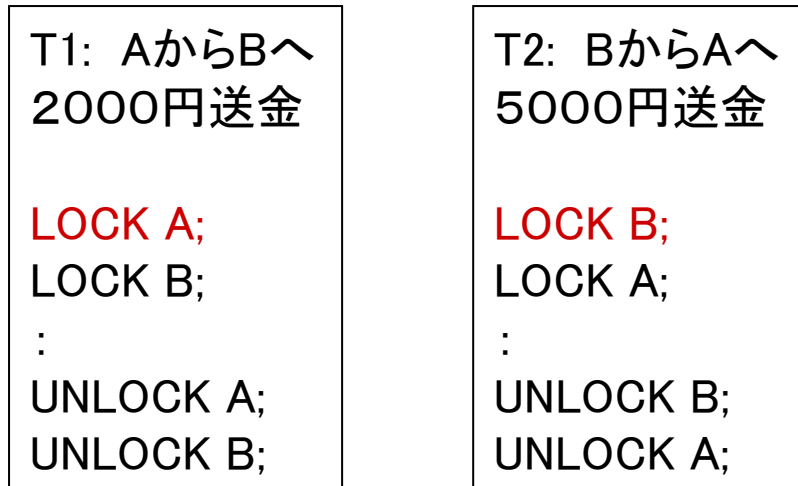 T1: AからBへ
２０００円送金
LOCK A;
LOCK B;
:
UNLOCK A;
UNLOCK B;
T2: BからAへ
５０００円送金
LOCK B;
LOCK A;
:
UNLOCK B;
UNLOCK A;